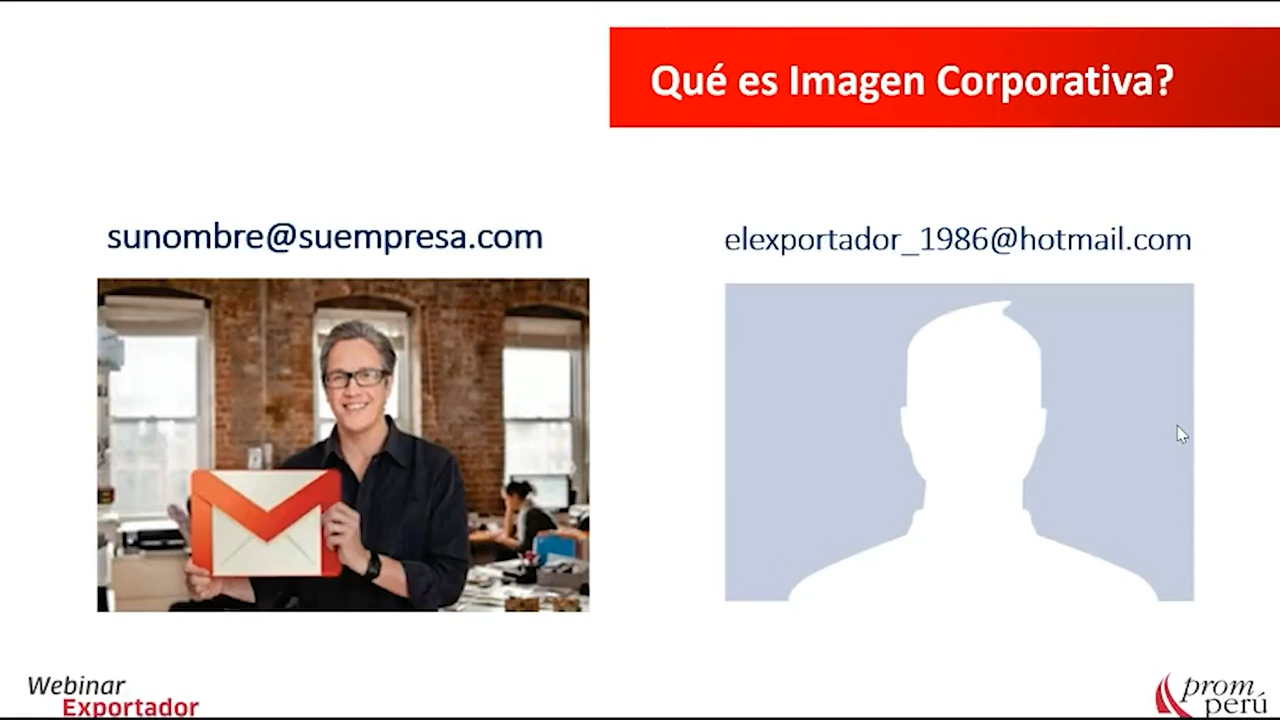 Qué es Imagen Corporativa?
sunombre@suempresa.com
elexportador_1986@hotmail.com
Webinar
Exportador
prom
perú